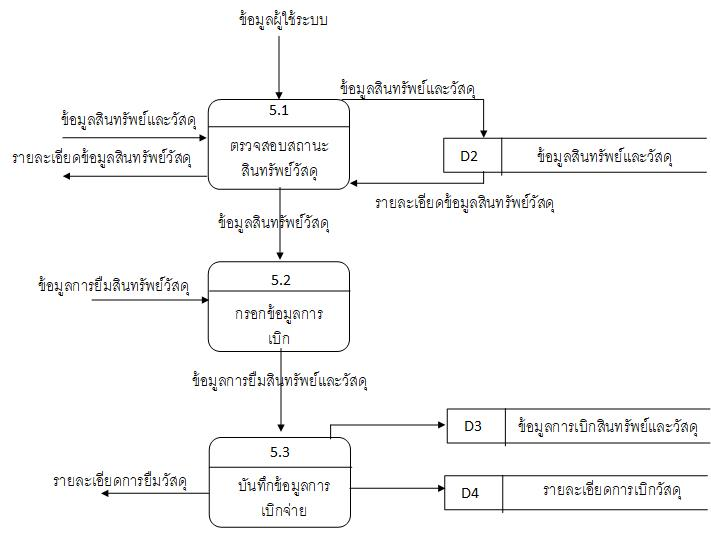 ข้อมูลผู้ใช้ระบบ
ข้อมูลสินทรัพย์และวัสดุ
5.1
ข้อมูลสินทรัพย์และวัสดุ
ตรวจสอบสถานะ
สินทรัพย์วัสดุ
รายละเอียดข้อมูลสินทรัพย์วัสดุ
D2
ข้อมูลสินทรัพย์และวัสดุ
รายละเอียดข้อมูลสินทรัพย์วัสดุ
ข้อมูลสินทรัพย์วัสดุ
5.2
ข้อมูลการยืมสินทรัพย์วัสดุ
กรอกข้อมูลการ
เบิก
ข้อมูลการยืมสินทรัพย์และวัสดุ
D3
ข้อมูลการเบิกสินทรัพย์และวัสดุ
5.3
รายละเอียดการยืมวัสดุ
บันทึกข้อมูลการ
เบิกจ่าย
D4
รายละเอียดการเบิกวัสดุ